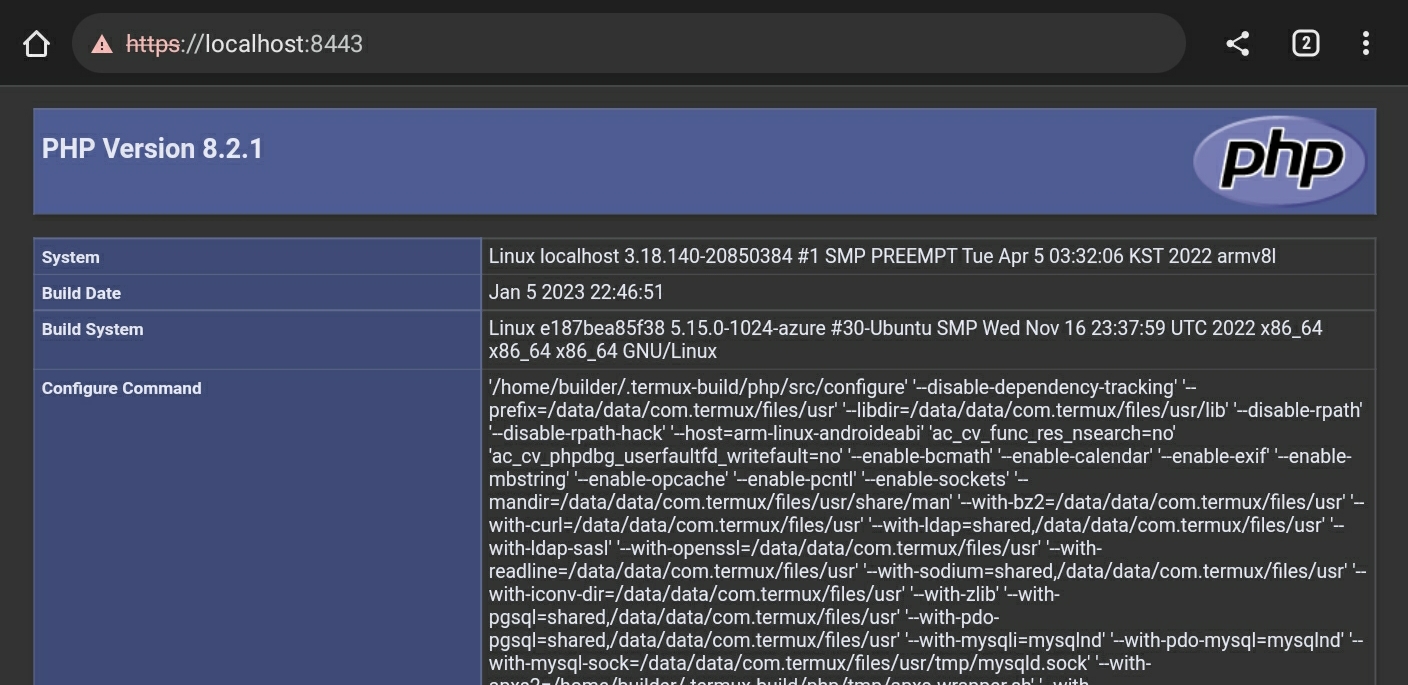 https://localhost:8443
2
PHP Version 8.2.1
php
System
Linux localhost 3.18.140-20850384 #1 SMP PREEMPT Tue Apr 5 03:32:06 KST 2022 armv8l
Build Date
Jan 5 2023 22:46:51
Build System
Linux e187bea85f38 5.15.0-1024-azure #30-Ubuntu SMP Wed Nov 16 23:37:59 UTC 2022 x86_64
x86_64 x86_64 GNU/Linux
Configure Command
'/home/builder/.termux-build/php/src/configure' '--disable-dependency-tracking' '--
prefix=/data/data/com.termux/files/usr' '--libdir=/data/data/com.termux/files/usr/lib' '--disable-rpath'
'--disable-rpath-hack' '--host=arm-linux-androideabi' 'ac_cv_func_res_nsearch=no'
'ac_cv_phpdbg_userfaultfd_writefault=no' '--enable-bcmath' '--enable-calendar' '--enable-exif' '--enable-
mbstring' '--enable-opcache' '--enable-pcntl' '--enable-sockets' '--
mandir=/data/data/com.termux/files/usr/share/man' '--with-bz2=/data/data/com.termux/files/usr' '--
with-curl=/data/data/com.termux/files/usr' '--with-ldap=shared,/data/data/com.termux/files/usr' '--
with-ldap-sasl' '--with-openssl=/data/data/com.termux/files/usr' '--with-
readline=/data/data/com.termux/files/usr' '--with-sodium=shared,/data/data/com.termux/files/usr' '--
with-iconv-dir=/data/data/com.termux/files/usr' '--with-zlib' '--with-
pgsql=shared,/data/data/com.termux/files/usr' '--with-pdo-
pgsql=shared,/data/data/com.termux/files/usr' '--with-mysqli=mysqlnd' '--with-pdo-mysql=mysqlnd' '--
with-mysql-sock=/data/data/com.termux/files/usr/tmp/mysqld.sock' '--with-
apxs2=/home/builder/.termux-build/php/tmp/apxs-wrapper.sh' '--with-